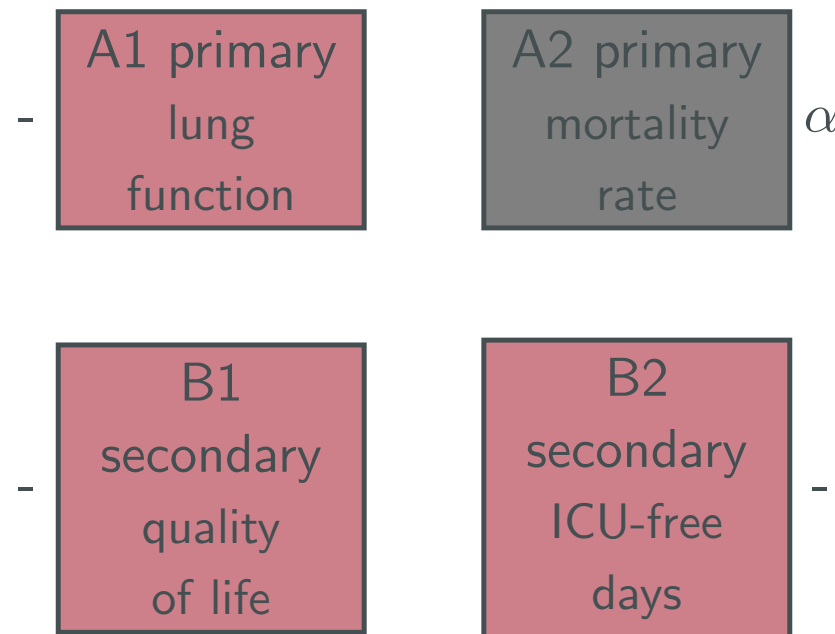 A1 primary
lung
function
-
A2 primary
mortality
rate
α
B1
secondary
quality
of life
-
B2
secondary
ICU-free
days
-